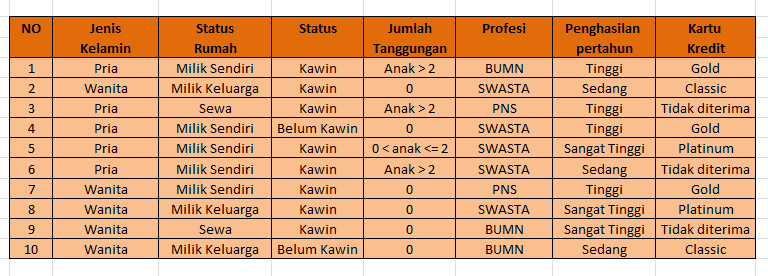 NO Jenis Kelamin Status Rumah Status Jumlah Tanggungan Profesi Penghasilan pertahun Kartu Kredit
1 Pria Milik Sendiri Kawin Anak > 2 BUMN Tinggi Gold
2 Wanita Milik Keluarga Kawin 0 SWASTA Sedang Classic
3 Pria Sewa Kawin Anak > 2 PNS Tinggi Tidak diterima
4 Pria Milik Sendiri Belum Kawin 0 SWASTA Tinggi Gold
5 Pria Milik Sendiri Kawin 0 < anak <= 2 SWASTA Sangat Tinggi Platinum
6 Pria Milik Sendiri Kawin Anak > 2 SWASTA Sedang Tidak diterima
7 Wanita Milik Sendiri Kawin 0 PNS Tinggi Gold
8 Wanita Milik Keluarga Kawin 0 SWASTA Sangat Tinggi Platinum
9 Wanita Sewa Kawin 0 BUMN Sangat Tinggi Tidak diterima
10 Wanita Milik Keluarga Belum Kawin 0 BUMN Sedang Classic